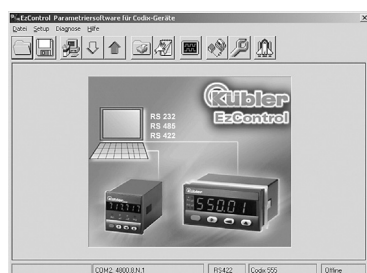 EzControl Parametriersoftware für Codix-Geräte
Datei Setup Diagnose Hilfe
Kübler
EzControl
RS 232
RS 485
RS 422
550.01
COM2: 4800,8,N,1 RS422 Codix 555 Offline